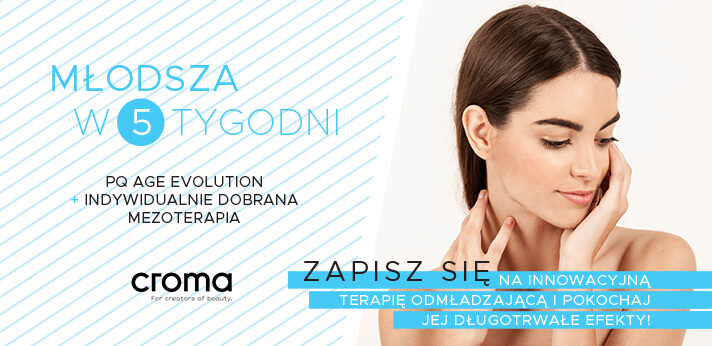 MŁODSZA
W 5 TYGODNI
PQ AGE EVOLUTION
+ INDYWIDUALNIE DOBRANA
MEZOTERAPIA
croma
For creators of beauty.
ZAPISZ SIĘ NA INNOWACYJNĄ
TERAPIĘ ODMŁADZAJĄCĄ I POKOCHAJ
JEJ DŁUGOTRWAŁE EFEKTY!